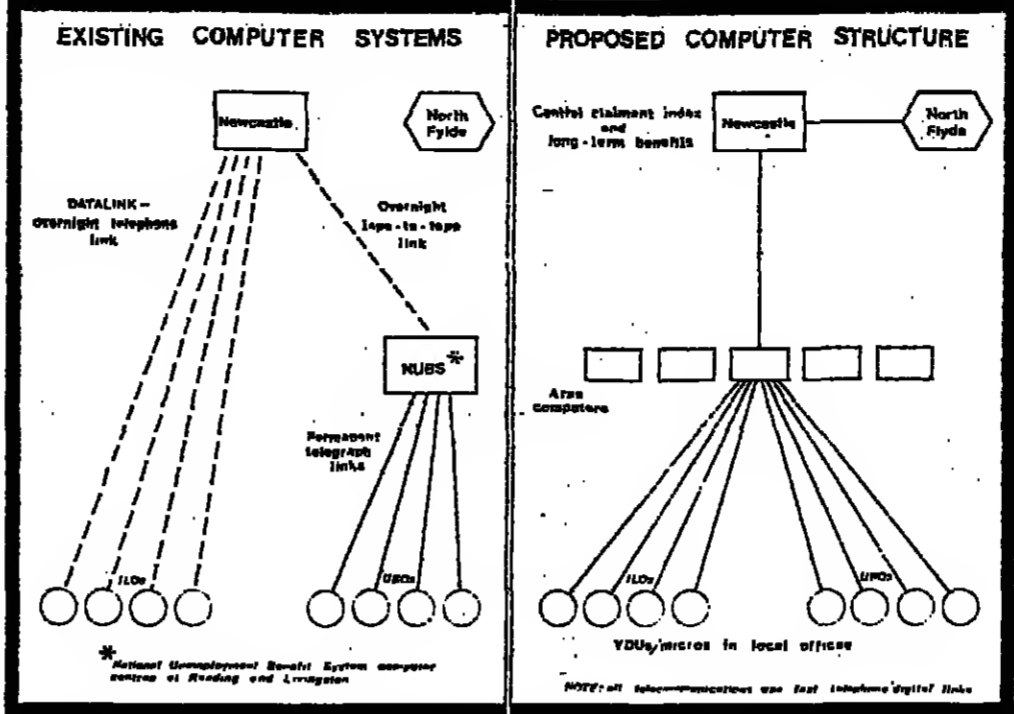 EXISTING COMPUTER SYSTEMS
Newcastle
North
Fylde
DATALINK –
overnight telephone
link
Overnight
tape-to-tape
link
NUBS *
Permanent
telegraph
links
ILOs
UBOs
* National Unemployment Benefit System computer
centres at Reading and Livingston
PROPOSED COMPUTER STRUCTURE
Central claimant index
and
long-term benefits
Newcastle
North
Flyde
Area
computers
ILOs
UBOs
VDUs/micros in local offices
NOTE: all telecommunications use fast telephone digital links